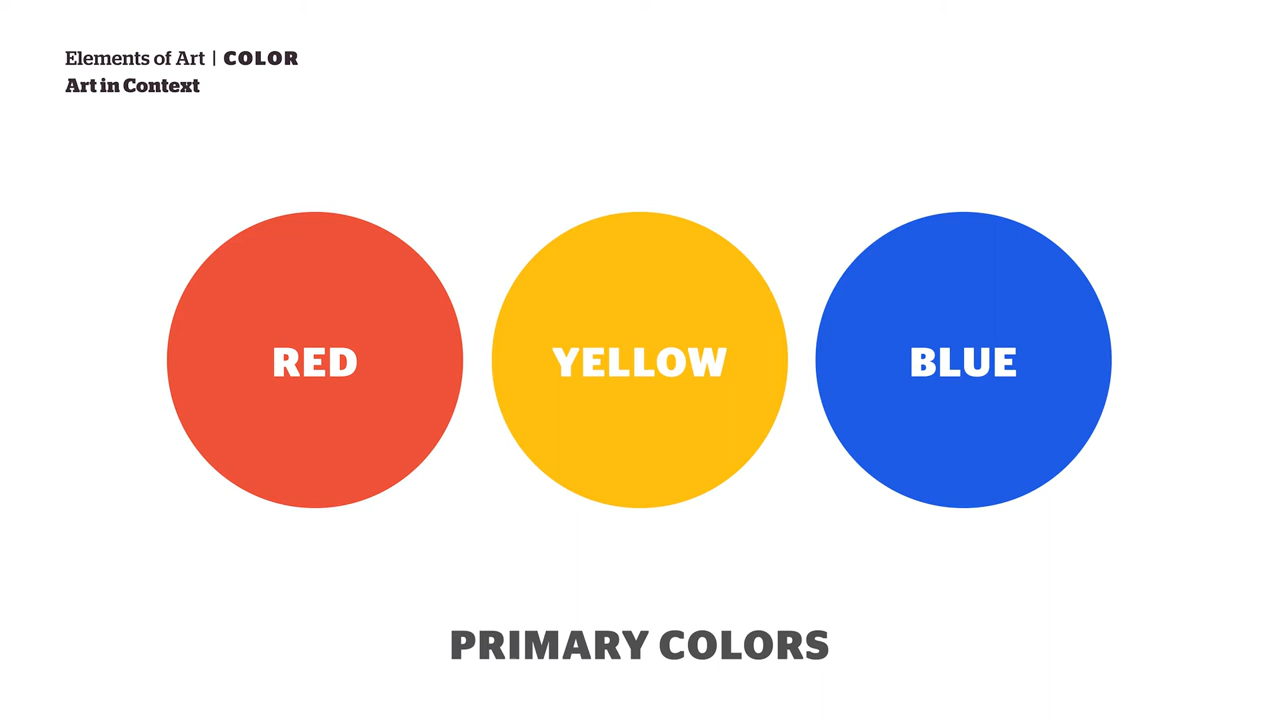 Elements of Art | COLOR
Art in Context
RED
YELLOW
BLUE
PRIMARY COLORS